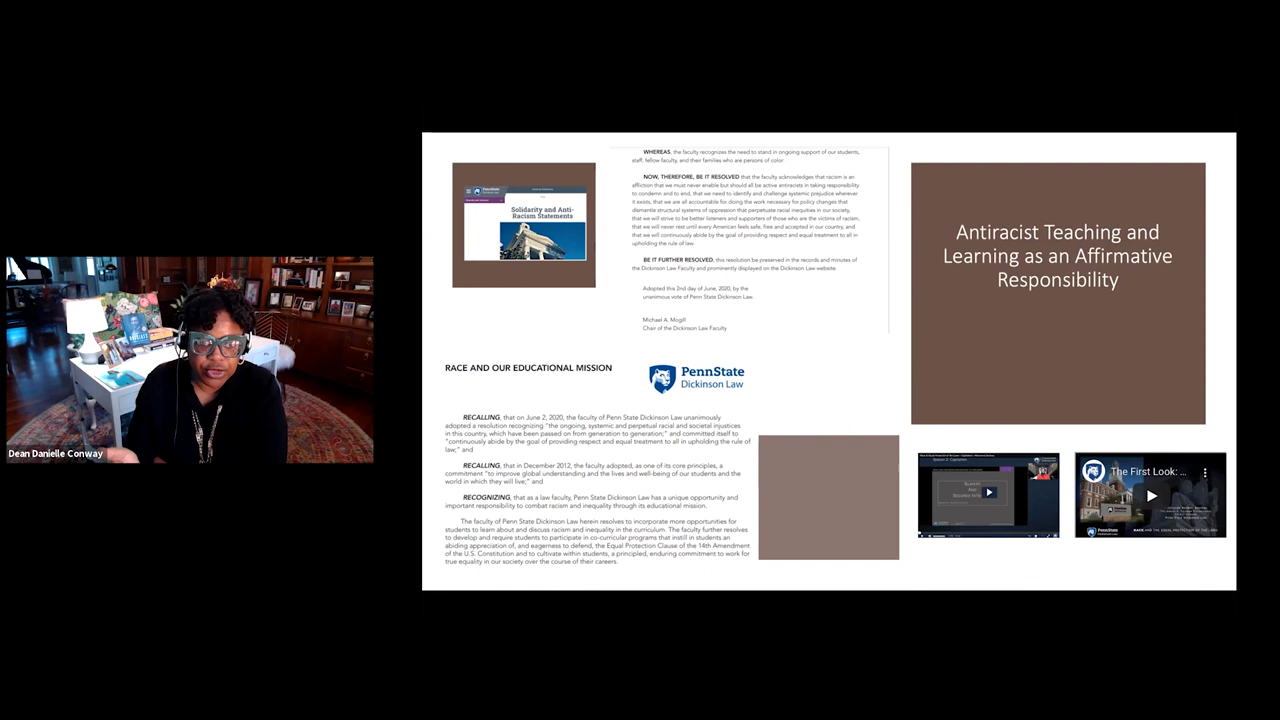 Dean Danielle Conway
PennState
Dickinson Law
Solidarity and Anti-
Racism Statements
WHEREAS, the faculty recognizes the need to stand in ongoing support of our students,
staff, fellow faculty, and their families who are persons of color:
NOW, THEREFORE, BE IT RESOLVED that the faculty acknowledges that racism is an
affliction that we must never enable but should all be active antiracists in taking responsibility
to condemn and to end, that we need to identify and challenge systemic prejudice wherever
it exists, that we are all accountable for doing the work necessary for policy changes that
dismantle structural systems of oppression that perpetuate racial inequities in our society,
that we will strive to be better listeners and supporters of those who are the victims of racism,
that we will never rest until every American feels safe, free and accepted in our country, and
that we will continuously abide by the goal of providing respect and equal treatment to all in
upholding the rule of law.
BE IT FURTHER RESOLVED, this resolution be preserved in the records and minutes of
the Dickinson Law Faculty and prominently displayed on the Dickinson Law website.
Adopted this 2nd day of June, 2020, by the
unanimous vote of Penn State Dickinson Law.
Michael A. Mogill
Chair of the Dickinson Law Faculty
Antiracist Teaching and
Learning as an Affirmative
Responsibility
RACE AND OUR EDUCATIONAL MISSION
PennState
Dickinson Law
RECALLING, that on June 2, 2020, the faculty of Penn State Dickinson Law unanimously
adopted a resolution recognizing "the ongoing, systemic and perpetual racial and societal injustices
in this country, which have been passed on from generation to generation;" and committed itself to
"continuously abide by the goal of providing respect and equal treatment to all in upholding the rule of
law;" and
RECALLING, that in December 2012, the faculty adopted, as one of its core principles, a
commitment "to improve global understanding and the lives and well-being of our students and the
world in which they will live;" and
RECOGNIZING, that as a law faculty, Penn State Dickinson Law has a unique opportunity and
important responsibility to combat racism and inequality through its educational mission.
The faculty of Penn State Dickinson Law herein resolves to incorporate more opportunities for
students to learn about and discuss racism and inequality in the curriculum. The faculty further resolves
to develop and require students to participate in co-curricular programs that instill in students an
abiding appreciation of, and eagerness to defend, the Equal Protection Clause of the 14th Amendment
of the U.S. Constitution and to cultivate within students, a principled, enduring commitment to work for
true equality in our society over the course of their careers.
The First Look: ...
PennState
RACE AND THE EQUAL PROTECTION OF THE LAWS